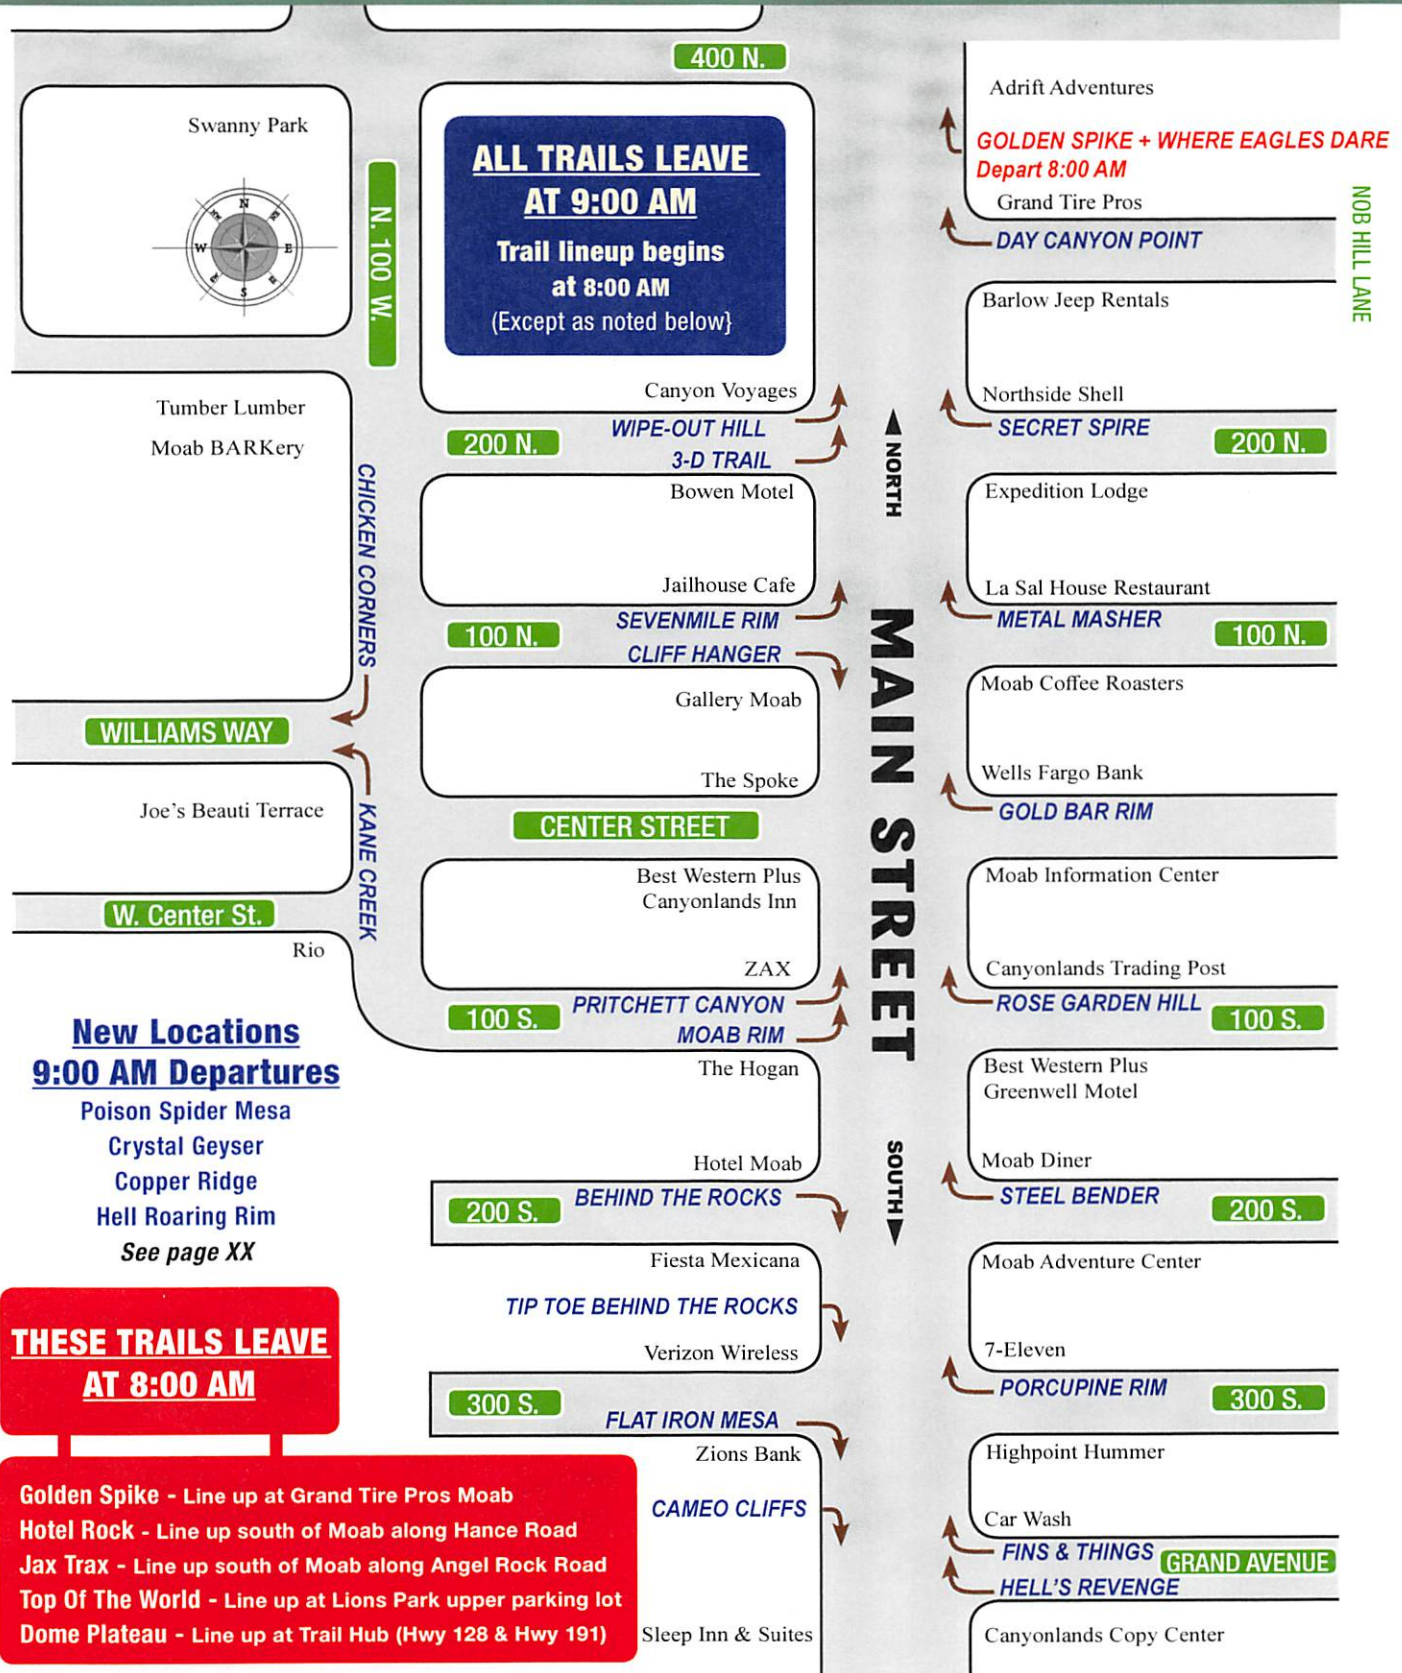 400 N.
Swanny Park
N
W
E
S
N. 100 W.
ALL TRAILS LEAVE
AT 9:00 AM
Trail lineup begins
at 8:00 AM
(Except as noted below}
Adrift Adventures
GOLDEN SPIKE + WHERE EAGLES DARE
Depart 8:00 AM
Grand Tire Pros
DAY CANYON POINT
NOB HILL LANE
Barlow Jeep Rentals
Northside Shell
SECRET SPIRE
200 N.
Canyon Voyages
WIPE-OUT HILL
200 N.
3-D TRAIL
NORTH
Tumber Lumber
Moab BARKery
CHICKEN CORNERS
Bowen Motel
Jailhouse Cafe
SEVENMILE RIM
100 N.
CLIFF HANGER
Expedition Lodge
La Sal House Restaurant
METAL MASHER
100 N.
MAIN STREET
WILLIAMS WAY
Gallery Moab
The Spoke
CENTER STREET
Moab Coffee Roasters
Wells Fargo Bank
GOLD BAR RIM
Joe's Beauti Terrace
KANE CREEK
W. Center St.
Rio
Best Western Plus
Canyonlands Inn
ZAX
PRITCHETT CANYON
100 S.
MOAB RIM
Moab Information Center
Canyonlands Trading Post
ROSE GARDEN HILL
100 S.
New Locations
9:00 AM Departures
Poison Spider Mesa
Crystal Geyser
Copper Ridge
Hell Roaring Rim
See page XX
The Hogan
Hotel Moab
BEHIND THE ROCKS
200 S.
SOUTH
Best Western Plus
Greenwell Motel
Moab Diner
STEEL BENDER
200 S.
Fiesta Mexicana
TIP TOE BEHIND THE ROCKS
Verizon Wireless
300 S.
FLAT IRON MESA
Moab Adventure Center
7-Eleven
PORCUPINE RIM
300 S.
Zions Bank
CAMEO CLIFFS
Sleep Inn & Suites
Highpoint Hummer
Car Wash
FINS & THINGS
GRAND AVENUE
HELL'S REVENGE
Canyonlands Copy Center
THESE TRAILS LEAVE
AT 8:00 AM
Golden Spike - Line up at Grand Tire Pros Moab
Hotel Rock - Line up south of Moab along Hance Road
Jax Trax - Line up south of Moab along Angel Rock Road
Top Of The World - Line up at Lions Park upper parking lot
Dome Plateau - Line up at Trail Hub (Hwy 128 & Hwy 191)